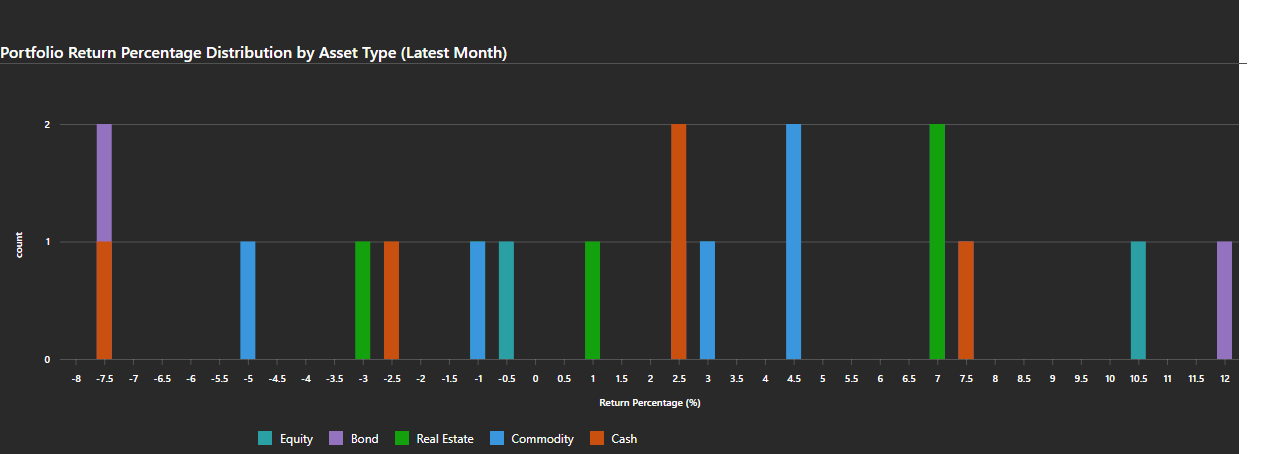 Portfolio Return Percentage Distribution by Asset Type (Latest Month)
2
1
0
count
-8 -7.5 -7 -6.5 -6 -5.5 -5 -4.5 -4 -3.5 -3 -2.5 -2 -1.5 -1 -0.5 0 0.5 1 1.5 2 2.5 3 3.5 4 4.5 5 5.5 6 6.5 7 7.5 8 8.5 9 9.5 10 10.5 11 11.5 12
Return Percentage (%)
Equity Bond Real Estate Commodity Cash